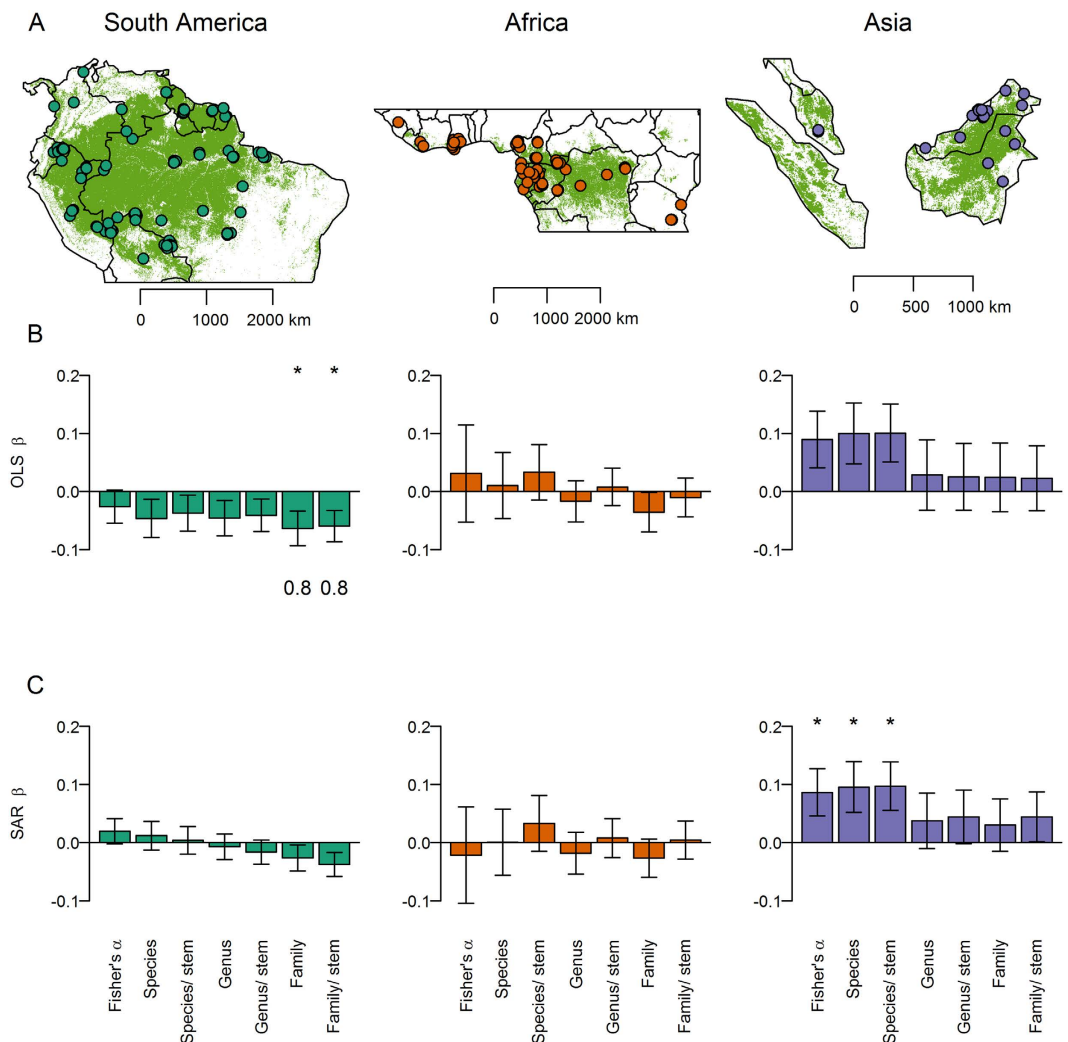 A South America Africa Asia
0 1000 2000 km
0 1000 2000 km
0 500 1000 km
B
OLS β
0.2
0.1
0.0
-0.1
* *
0.8 0.8
0.2
0.1
0.0
-0.1
0.2
0.1
0.0
-0.1
C
SAR β
0.2
0.1
0.0
-0.1
0.2
0.1
0.0
-0.1
0.2
0.1
0.0
-0.1
* * *
Fisher's α
Species
Species/ stem
Genus
Genus/ stem
Family
Family/ stem
Fisher's α
Species
Species/ stem
Genus
Genus/ stem
Family
Family/ stem
Fisher's α
Species
Species/ stem
Genus
Genus/ stem
Family
Family/ stem